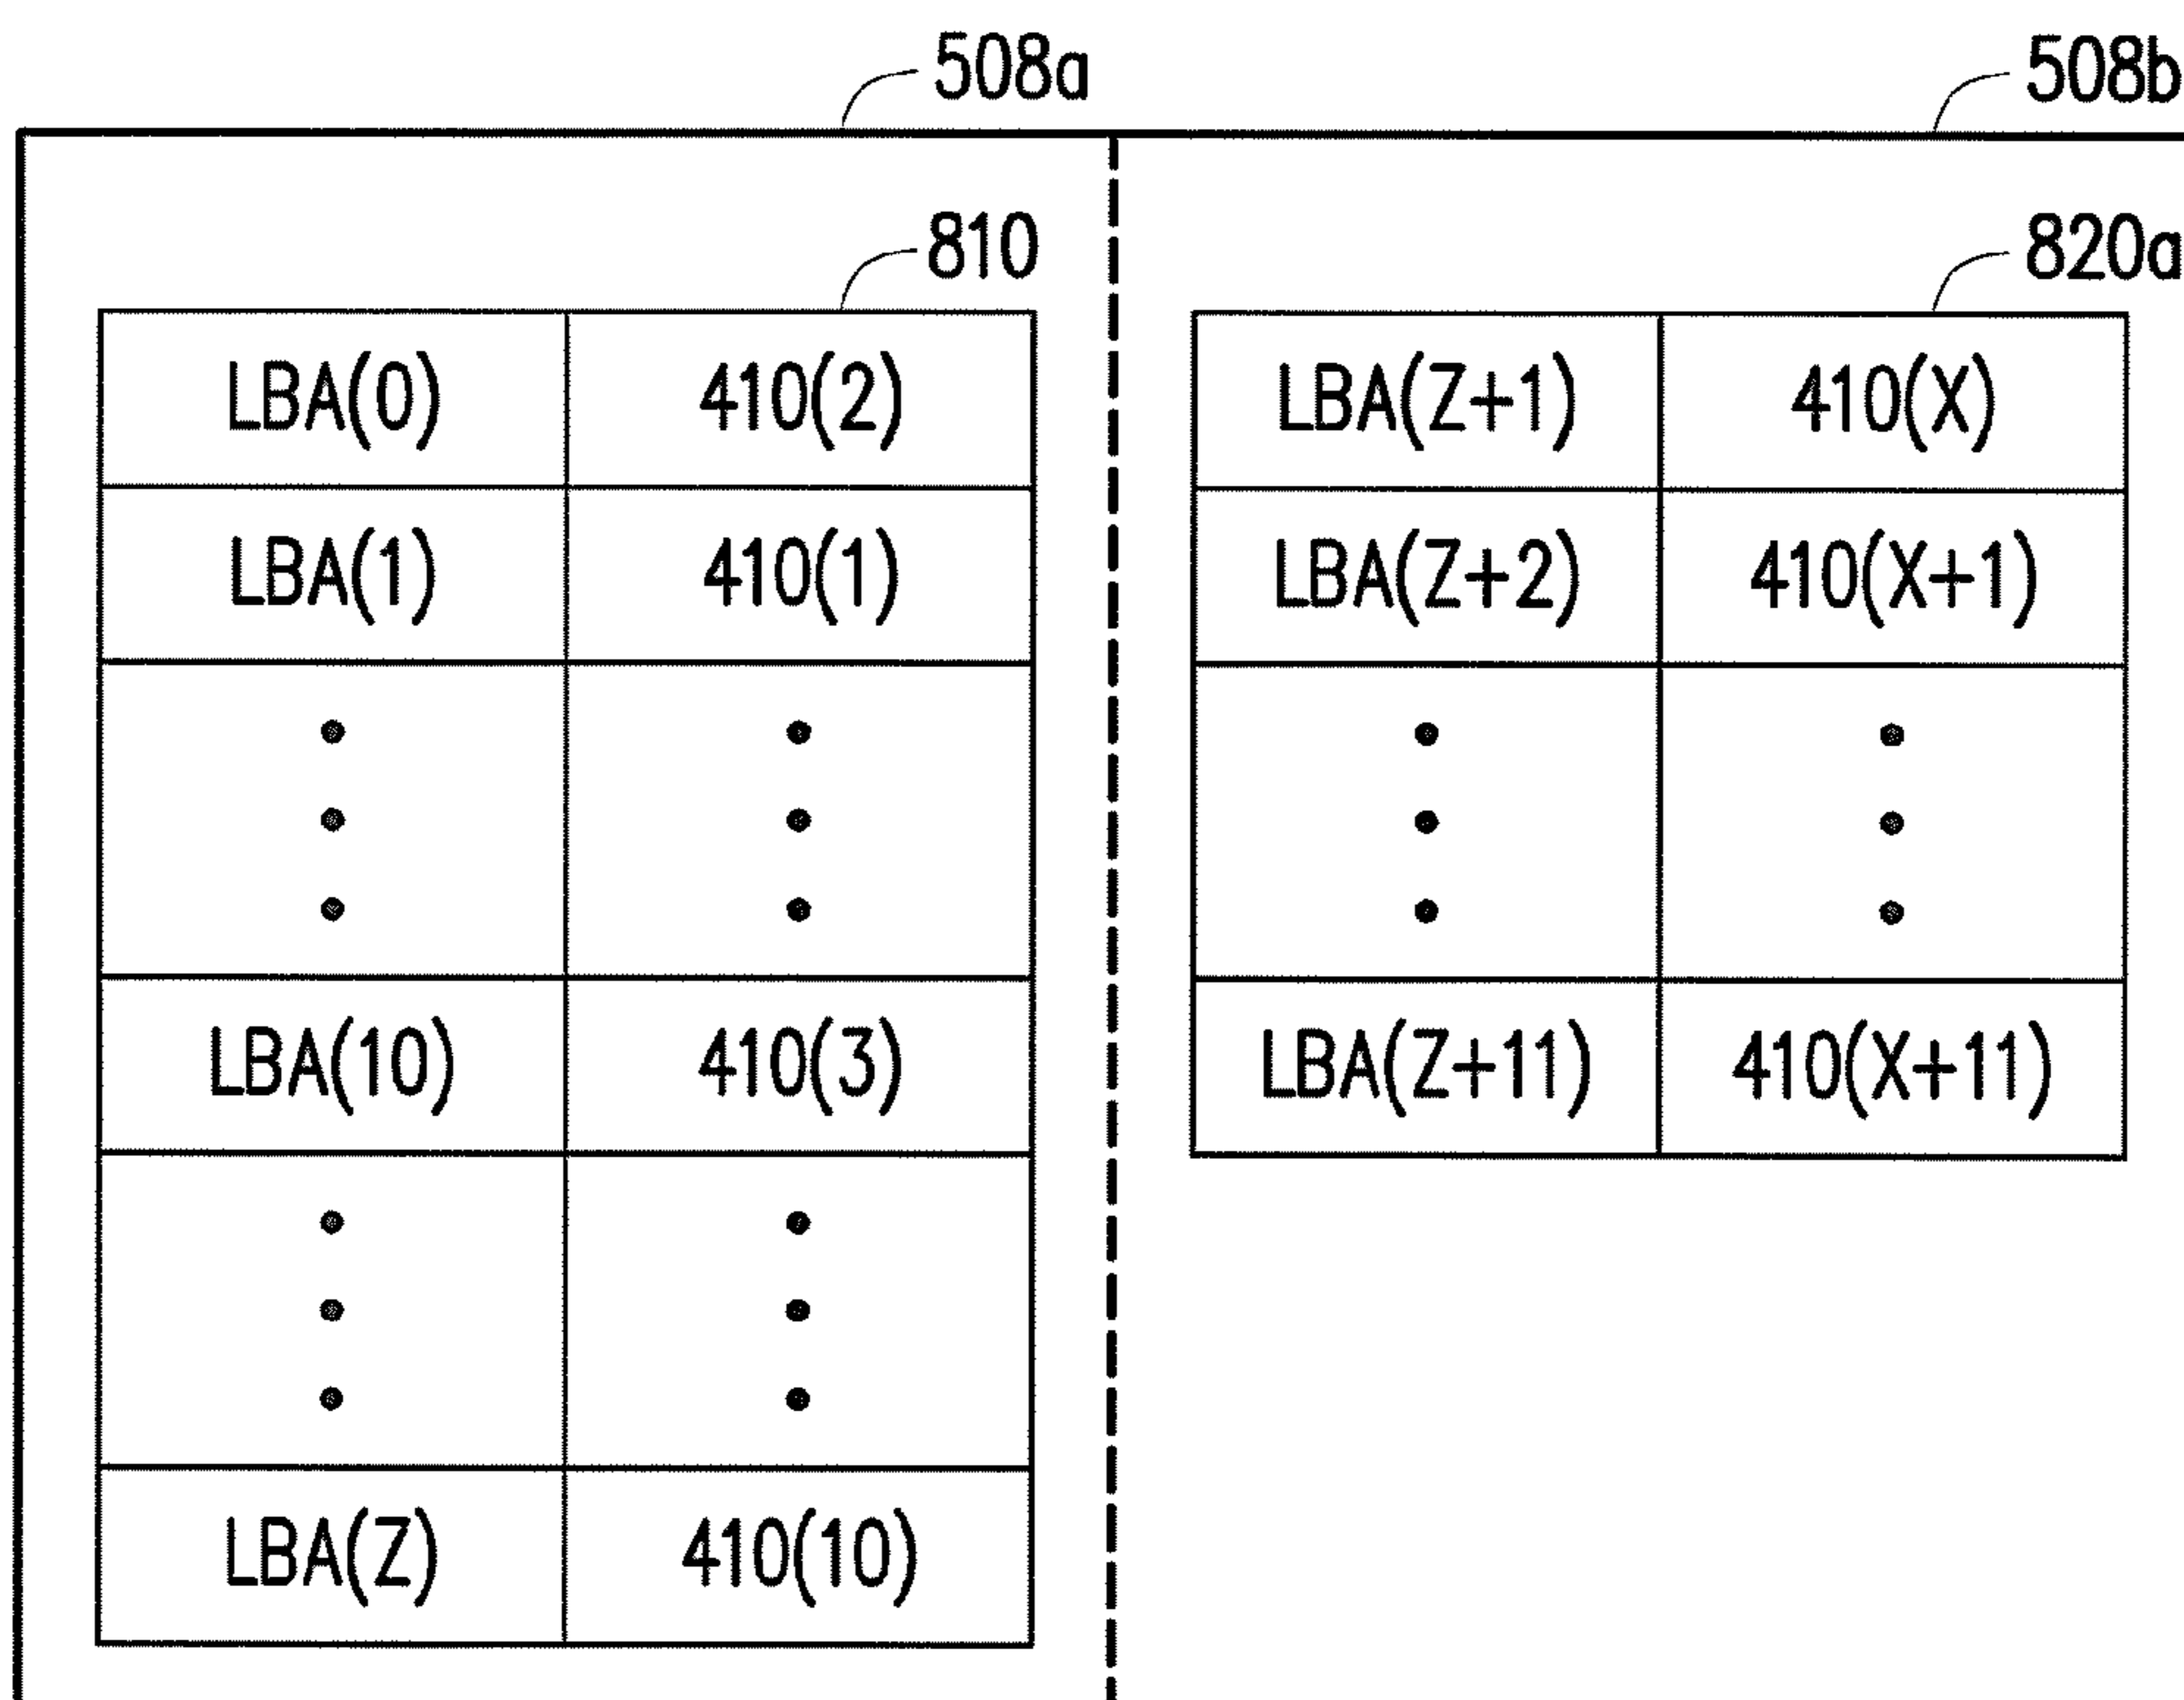 508a
508b
810
820a
LBA(0) 410(2)
LBA(1) 410(1)
LBA(10) 410(3)
LBA(Z) 410(10)
LBA(Z+1) 410(X)
LBA(Z+2) 410(X+1)
LBA(Z+11) 410(X+11)